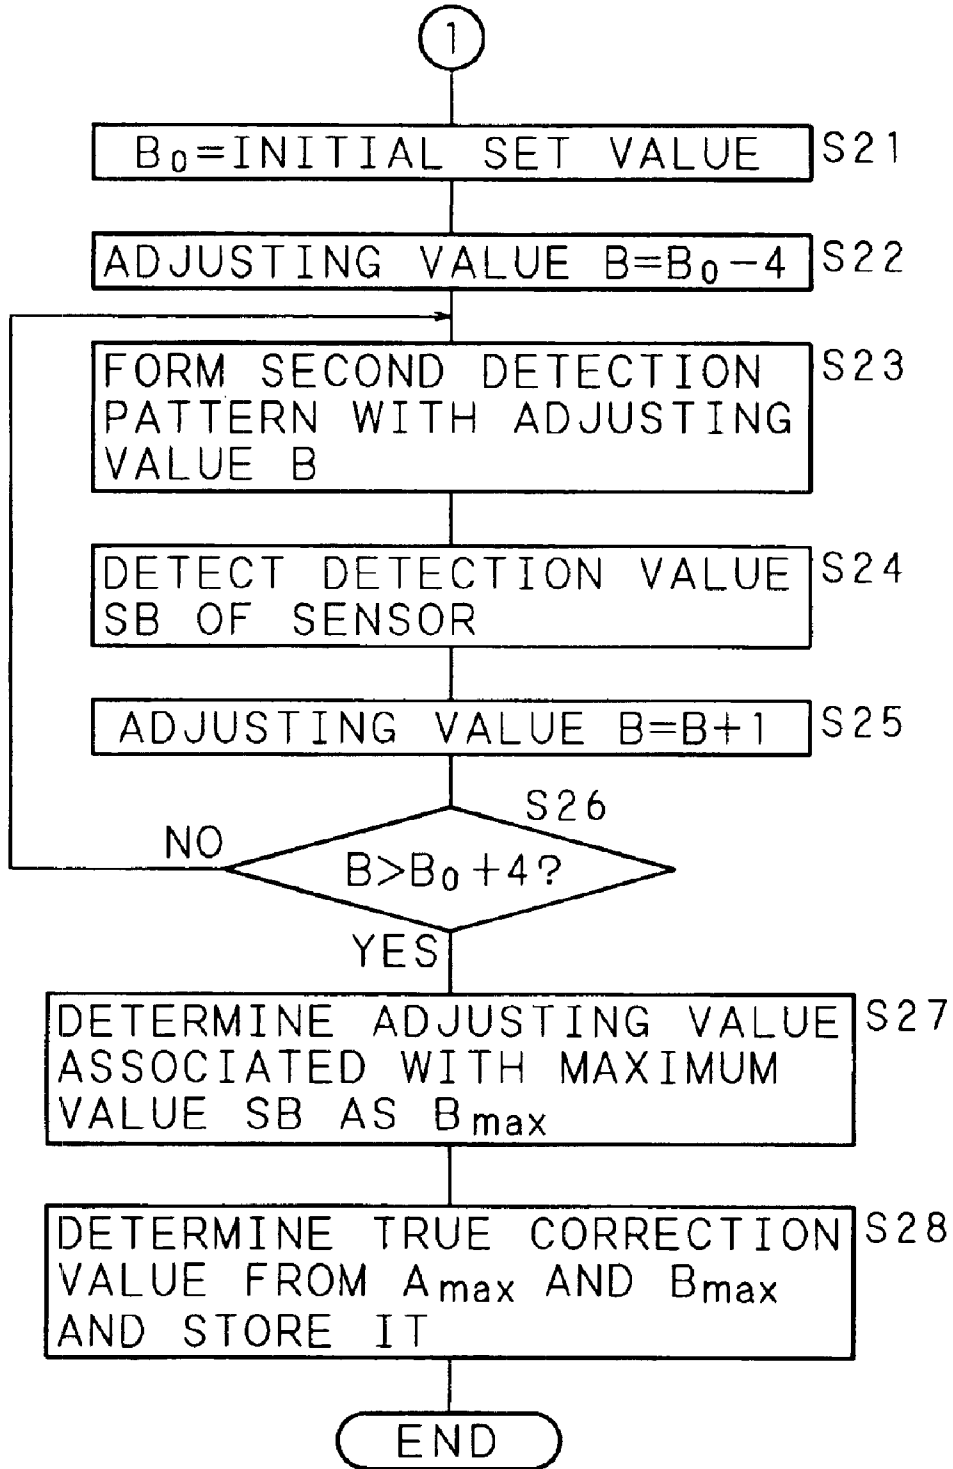 1
B₀=INITIAL SET VALUE S21
ADJUSTING VALUE B=B₀-4 S22
FORM SECOND DETECTION S23
PATTERN WITH ADJUSTING
VALUE B
DETECT DETECTION VALUE S24
SB OF SENSOR
ADJUSTING VALUE B=B+1 S25
S26
NO
B>B₀+4?
YES
DETERMINE ADJUSTING VALUE S27
ASSOCIATED WITH MAXIMUM
VALUE SB AS Bmax
DETERMINE TRUE CORRECTION S28
VALUE FROM Amax AND Bmax
AND STORE IT
END